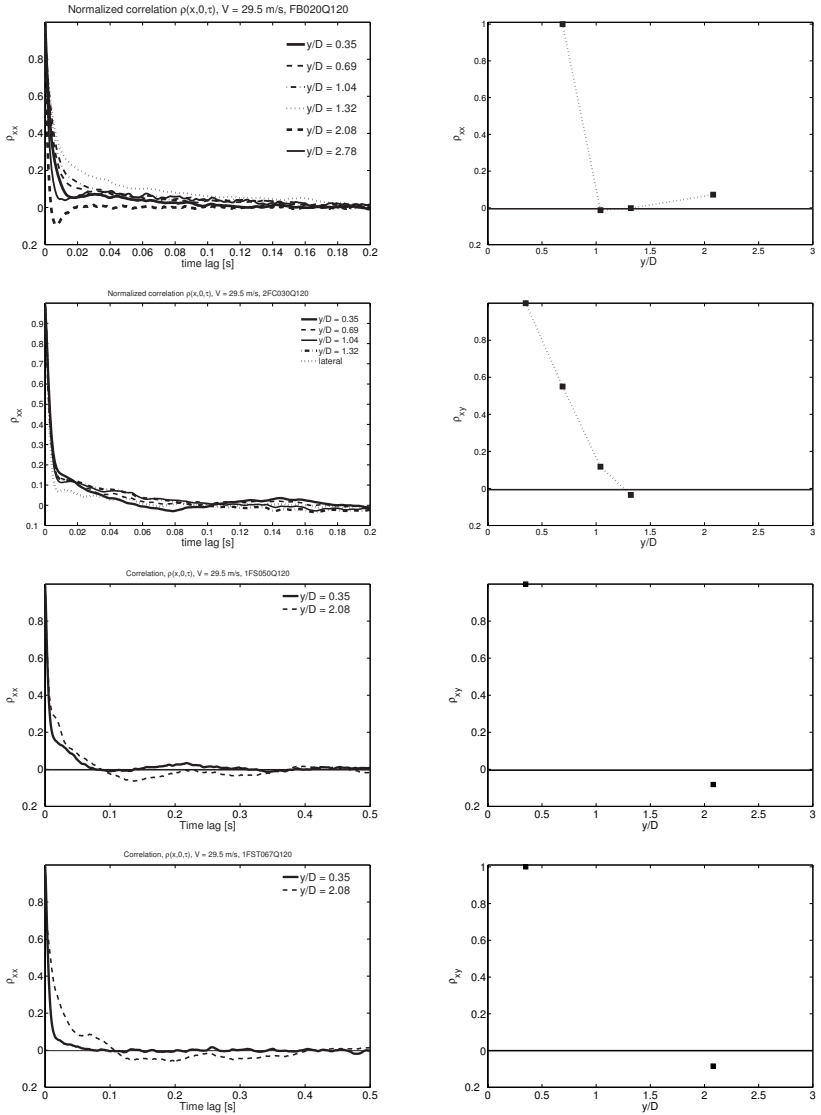 Normalized correlation ρ(x,0,τ), V = 29.5 m/s, FB020Q120
y/D = 0.35
y/D = 0.69
y/D = 1.04
y/D = 1.32
y/D = 2.08
y/D = 2.78
ρxx
0.8
0.6
0.4
0.2
0
0.2
0 0.02 0.04 0.06 0.08 0.1 0.12 0.14 0.16 0.18 0.2
time lag [s]
1
0.8
0.6
0.4
0.2
0
0.2
ρxx
0 0.5 1 1.5 2 2.5 3
y/D
Normalized correlation ρ(x,0,τ), V = 29.5 m/s, 2FC030Q120
y/D = 0.35
y/D = 0.69
y/D = 1.04
y/D = 1.32
lateral
ρxx
0.9
0.8
0.7
0.6
0.5
0.4
0.3
0.2
0.1
0
0.1
0 0.02 0.04 0.06 0.08 0.1 0.12 0.14 0.16 0.18 0.2
time lag [s]
0.8
0.6
0.4
0.2
0
0.2
ρxy
0 0.5 1 1.5 2 2.5 3
y/D
Correlation, ρ(x,0,τ), V = 29.5 m/s, 1FS050Q120
y/D = 0.35
y/D = 2.08
ρxx
0.8
0.6
0.4
0.2
0
0.2
0 0.1 0.2 0.3 0.4 0.5
Time lag [s]
0.8
0.6
0.4
0.2
0
0.2
ρxy
0 0.5 1 1.5 2 2.5 3
y/D
Correlation, ρ(x,0,τ), V = 29.5 m/s, 1FST067Q120
y/D = 0.35
y/D = 2.08
ρxx
0.8
0.6
0.4
0.2
0
0.2
0 0.1 0.2 0.3 0.4 0.5
Time lag [s]
1
0.8
0.6
0.4
0.2
0
0.2
ρxy
0 0.5 1 1.5 2 2.5 3
y/D